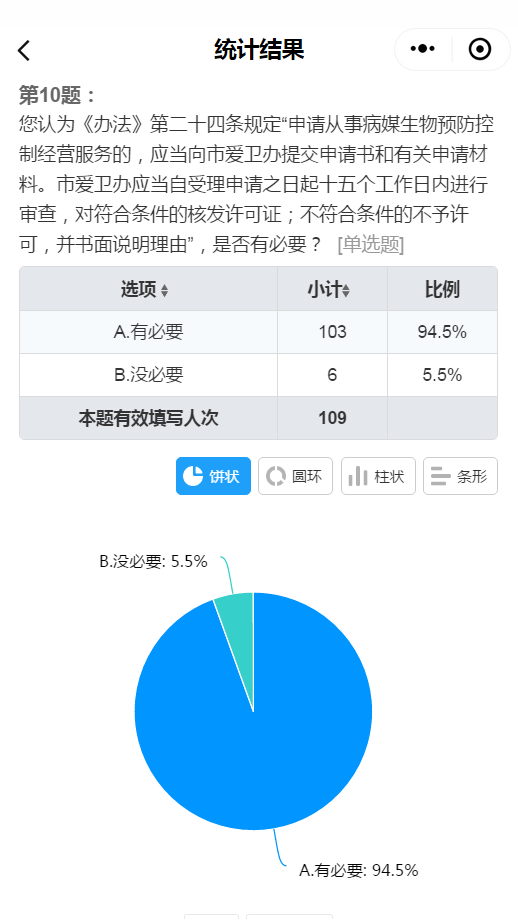 统计结果
第10题：
您认为《办法》第二十四条规定“申请从事病媒生物预防控
制经营服务的，应当向市爱卫办提交申请书和有关申请材
料。市爱卫办应当自受理申请之日起十五个工作日内进行
审查，对符合条件的核发许可证；不符合条件的不予许
可，并书面说明理由”，是否有必要？ [单选题]
选项 小计 比例
A.有必要 103 94.5%
B.没必要 6 5.5%
本题有效填写人次 109
饼状 圆环 柱状 条形
B.没必要: 5.5%
A.有必要: 94.5%